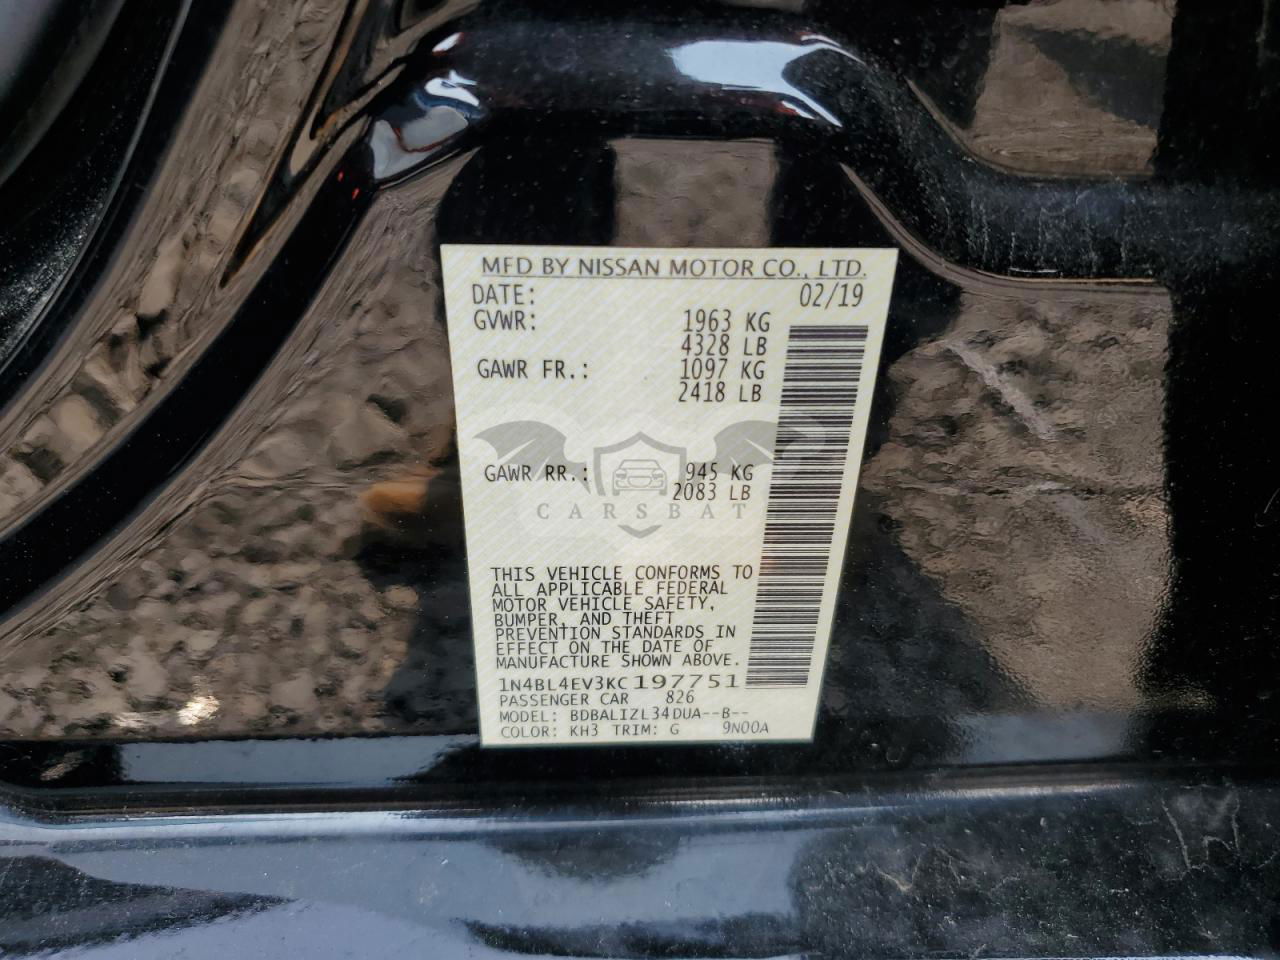 MFD BY NISSAN MOTOR CO., LTD.
DATE: 02/19
GVWR: 1963 KG
4328 LB
GAWR FR.: 1097 KG
2418 LB
GAWR RR.: 945 KG
2083 LB
CARSBAT
THIS VEHICLE CONFORMS TO
ALL APPLICABLE FEDERAL
MOTOR VEHICLE SAFETY,
BUMPER, AND THEFT
PREVENTION STANDARDS IN
EFFECT ON THE DATE OF
MANUFACTURE SHOWN ABOVE.
1N4BL4EV3KC197751
PASSENGER CAR 826
MODEL: BDBALIZL34DUA--B--
COLOR: KH3 TRIM: G 9N00A